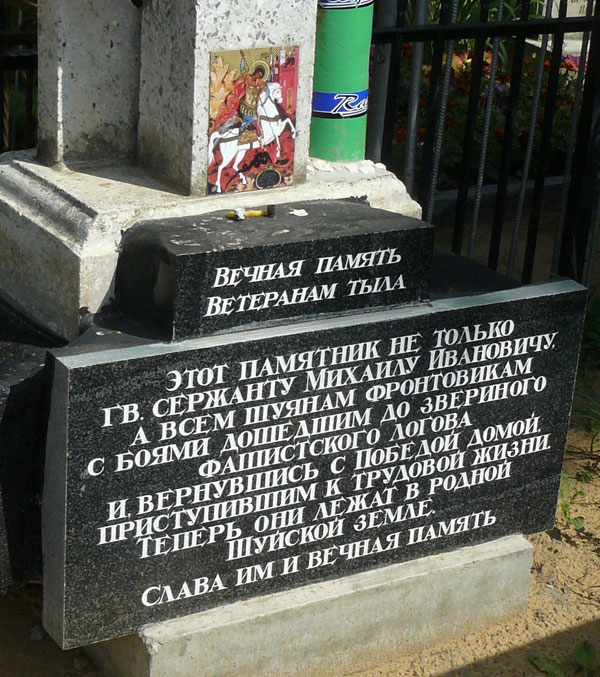 Ra
Вечная память
Ветеранам тыла
Этот памятник не только
гв. сержанту Михаилу Ивановичу,
а всем шуянам фронтовикам
с боями дошедшим до звериного
фашистского логова
и, вернувшись с победой домой,
приступившим к трудовой жизни.
Теперь они лежат в родной
Шуйской земле.
Слава им и вечная память